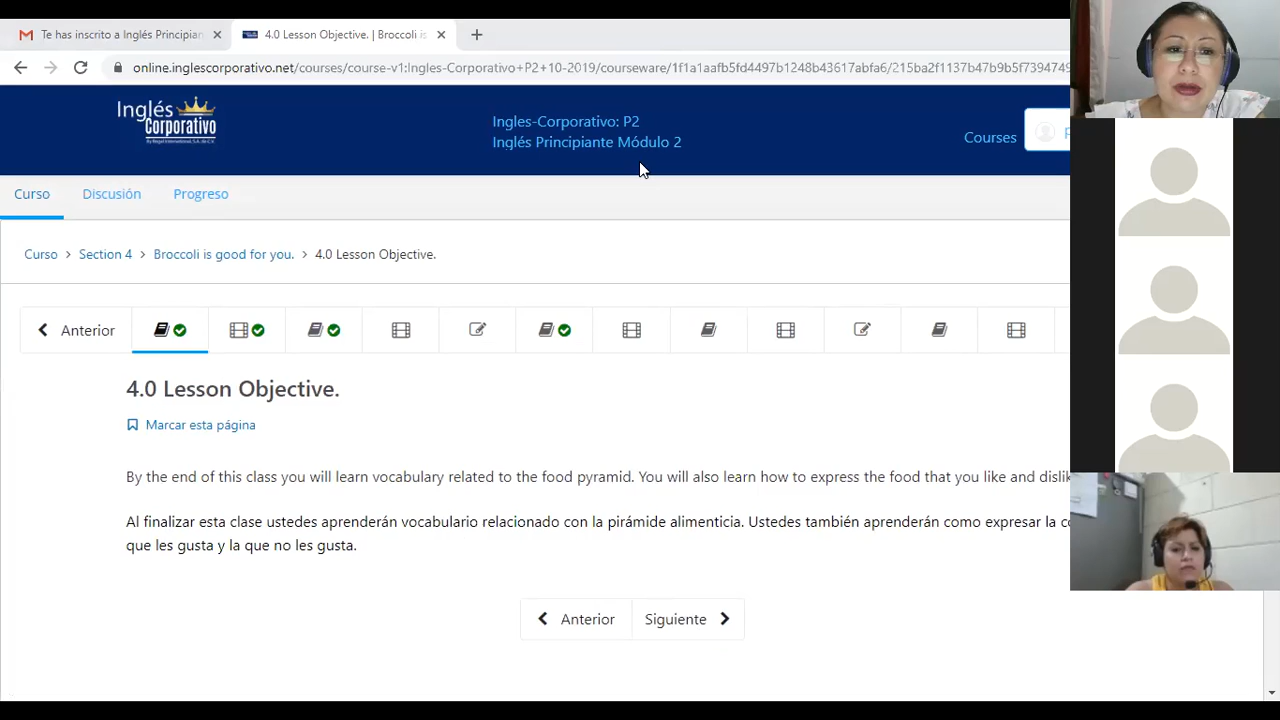 Te has inscrito a Inglés Principian
4.0 Lesson Objective. | Broccoli is
online.inglescorporativo.net/courses/course-v1:Ingles-Corporativo+P2+10-2019/courseware/1f1a1aafb5fd4497b1248b43617abfa6/215ba2f1137b47b9b5f7394749
Inglés
Corporativo
By Regal International, S.A. de C.V.
Ingles-Corporativo: P2
Inglés Principiante Módulo 2
Courses
Curso
Discusión
Progreso
Curso > Section 4 > Broccoli is good for you. > 4.0 Lesson Objective.
Anterior
4.0 Lesson Objective.
Marcar esta página
By the end of this class you will learn vocabulary related to the food pyramid. You will also learn how to express the food that you like and disli
Al finalizar esta clase ustedes aprenderán vocabulario relacionado con la pirámide alimenticia. Ustedes también aprenderán como expresar la c
que les gusta y la que no les gusta.
Anterior
Siguiente